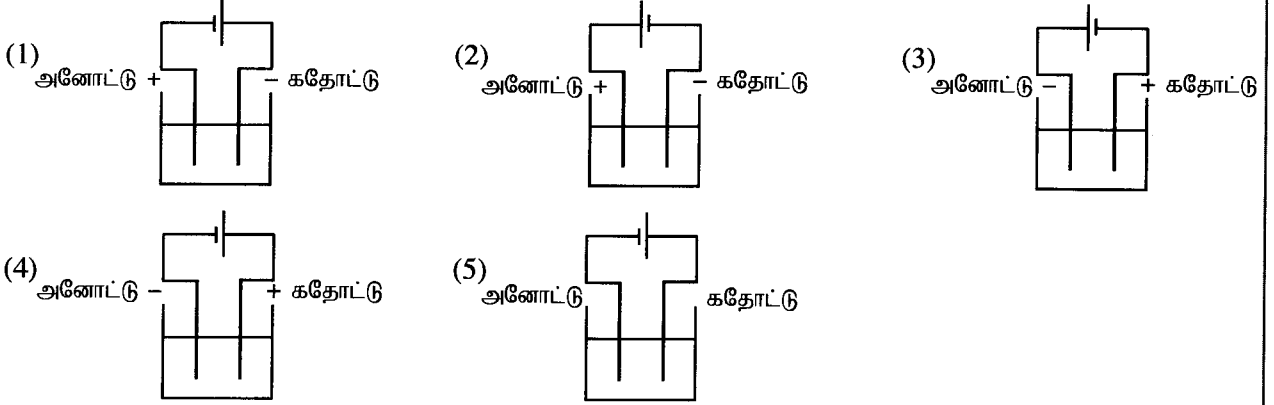 (1) அனோட்டு + − கதோட்டு
(2) அனோட்டு + − கதோட்டு
(3) அனோட்டு − + கதோட்டு
(4) அனோட்டு − + கதோட்டு
(5) அனோட்டு கதோட்டு